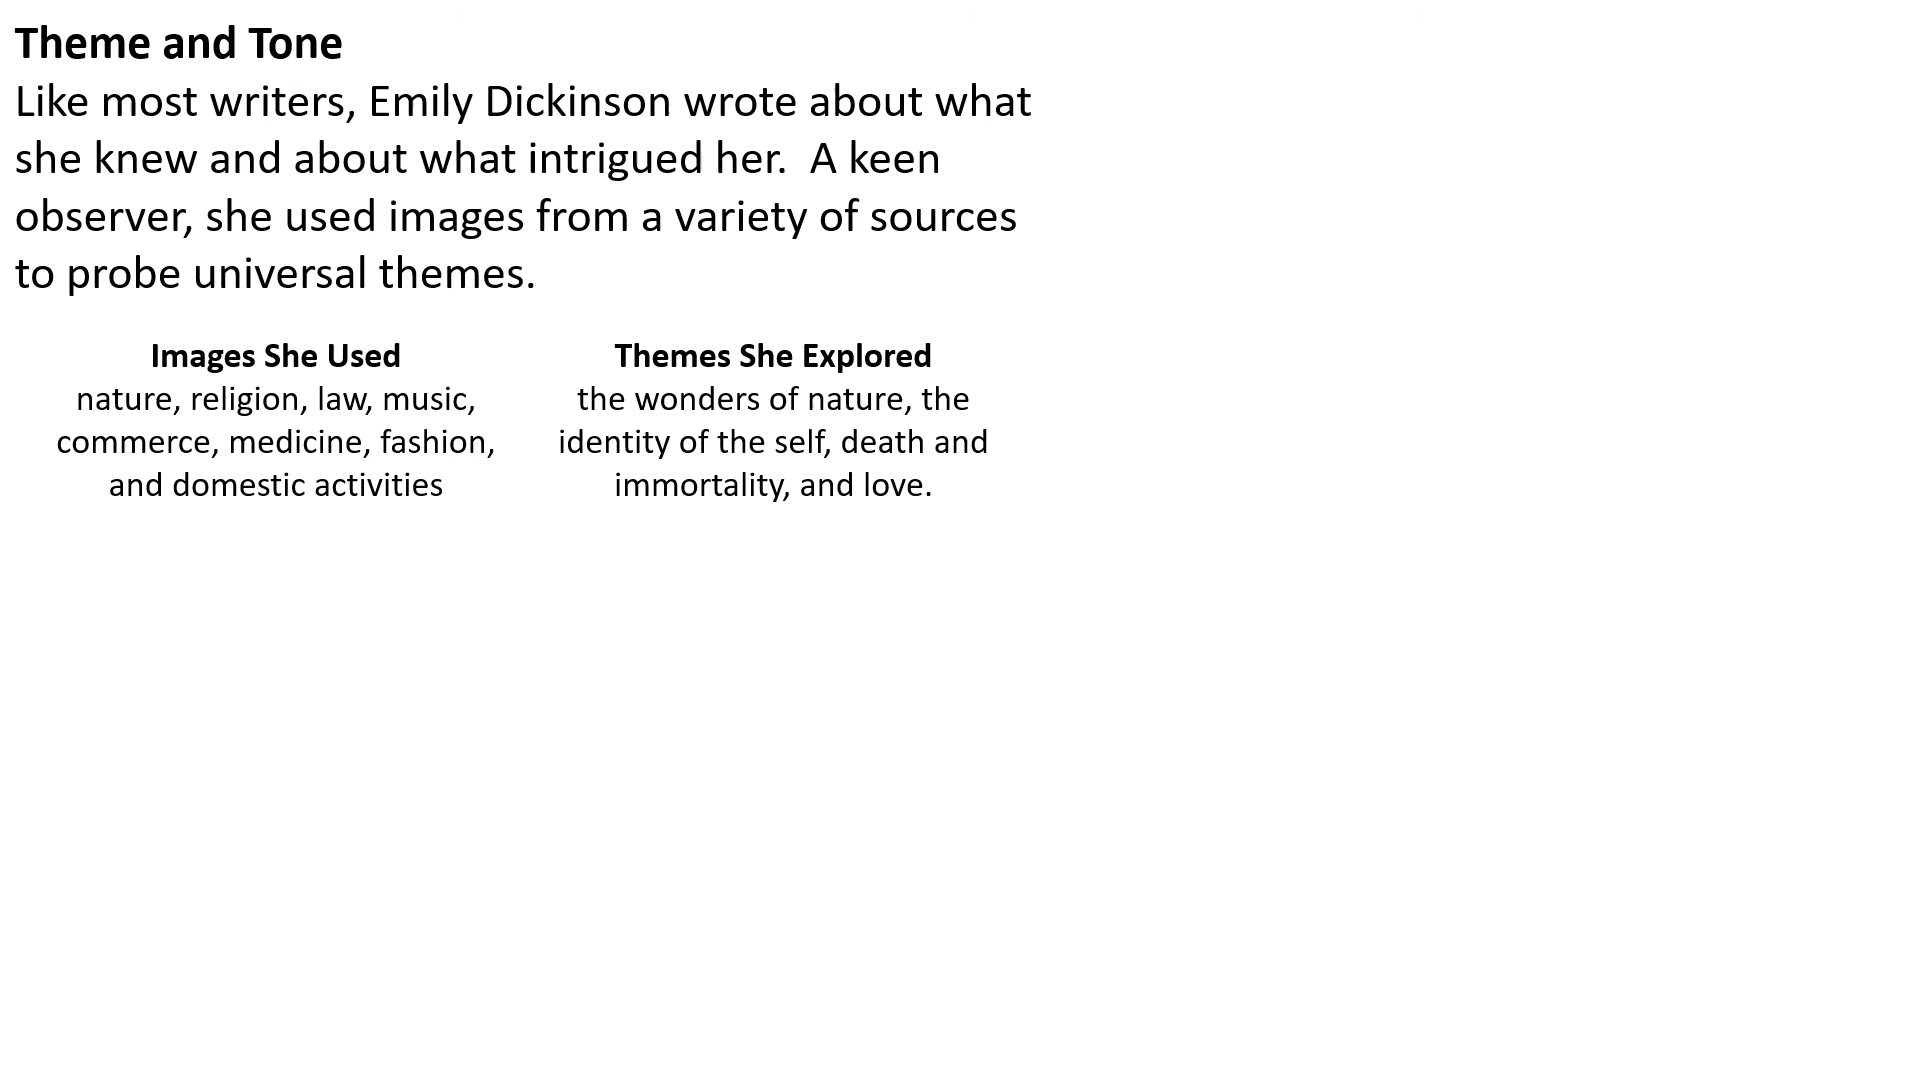 Theme and Tone
Like most writers, Emily Dickinson wrote about what
she knew and about what intrigued her.  A keen
observer, she used images from a variety of sources
to probe universal themes.
Images She Used
nature, religion, law, music,
commerce, medicine, fashion,
and domestic activities
Themes She Explored
the wonders of nature, the
identity of the self, death and
immortality, and love.